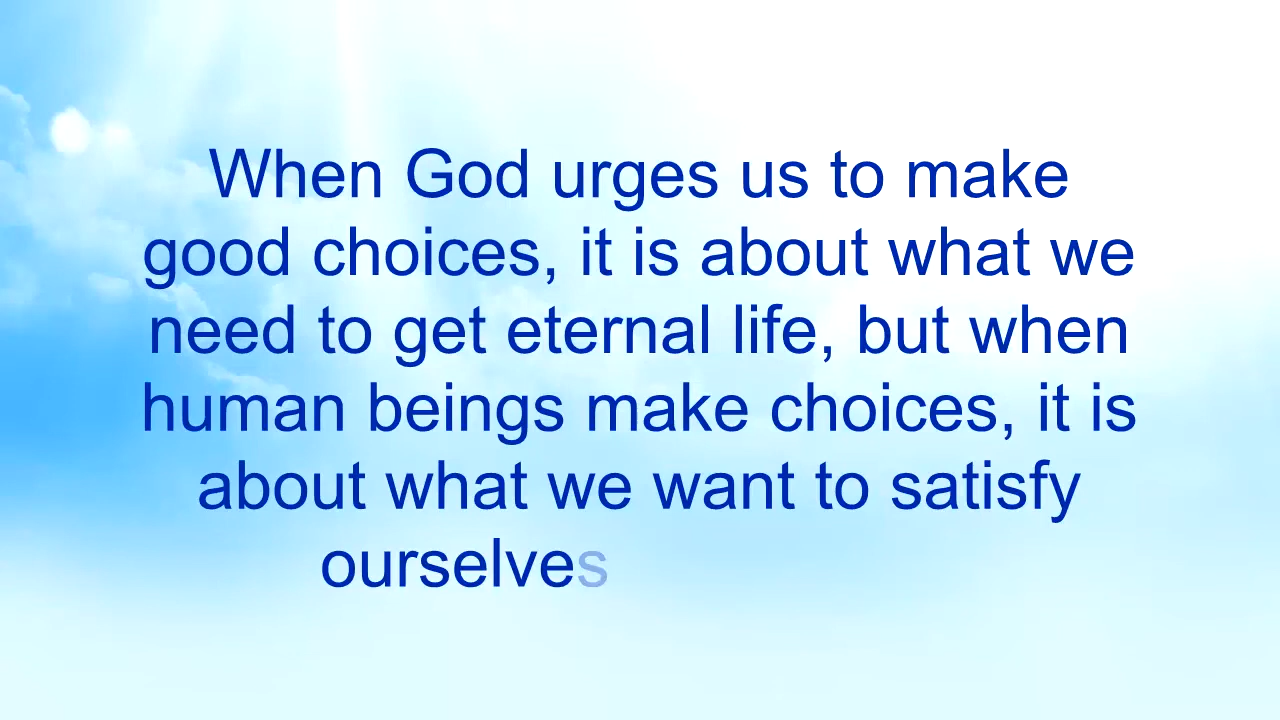 When God urges us to make
good choices, it is about what we
need to get eternal life, but when
human beings make choices, it is
about what we want to satisfy
ourselves